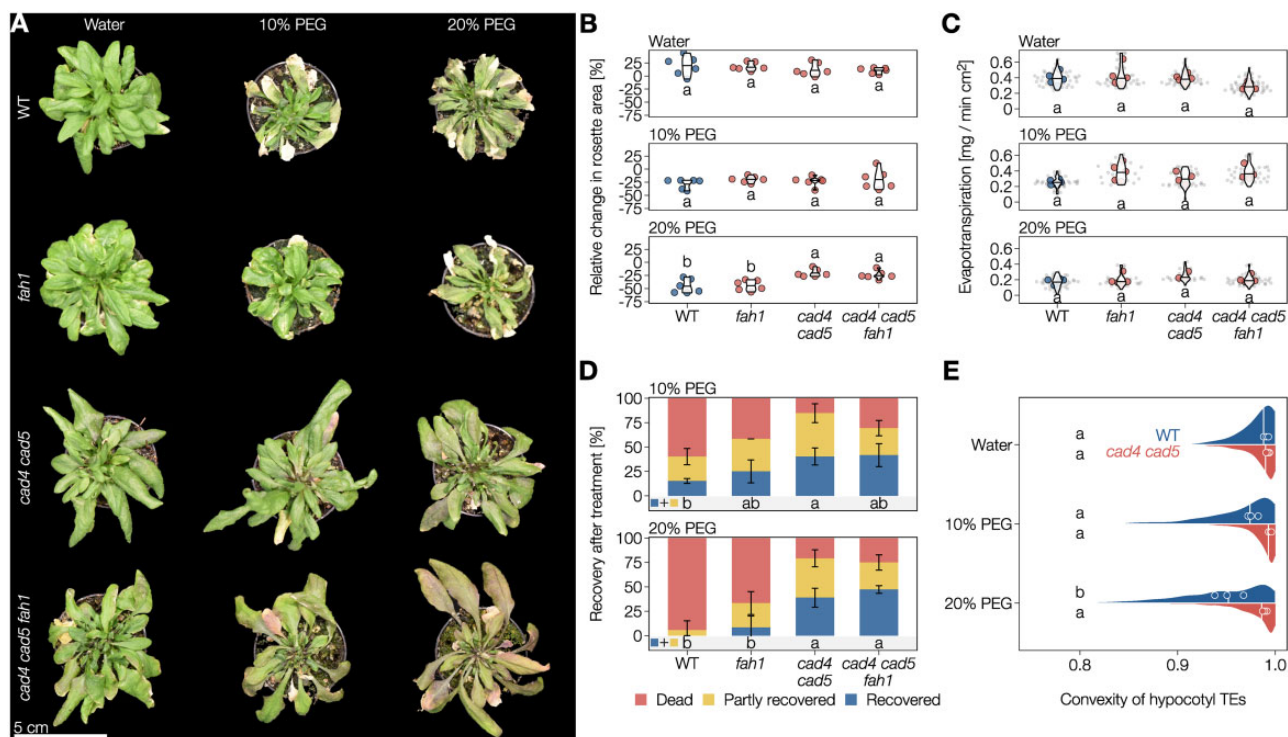 A
Water
10% PEG
20% PEG
WT
fah1
cad4 cad5
cad4 cad5 fah1
5 cm
B
Relative change in rosette area [%]
Water
25
0
-25
-50
-75
a
a
a
a
10% PEG
25
0
-25
-50
-75
a
a
a
a
20% PEG
25
0
-25
-50
-75
b
b
a
a
WT
fah1
cad4
cad5
cad4 cad5
fah1
C
Evapotranspiration [mg / min cm²]
Water
0.6
0.4
0.2
0
a
a
a
a
10% PEG
0.6
0.4
0.2
0
a
a
a
a
20% PEG
0.6
0.4
0.2
0
a
a
a
a
WT
fah1
cad4
cad5
cad4 cad5
fah1
D
Recovery after treatment [%]
10% PEG
100
75
50
25
0
+
b
ab
a
ab
20% PEG
100
75
50
25
0
+
b
b
a
a
WT
fah1
cad4
cad5
cad4 cad5
fah1
Dead
Partly recovered
Recovered
E
Water
a
a
WT
cad4 cad5
10% PEG
a
a
20% PEG
b
a
0.8
0.9
1.0
Convexity of hypocotyl TEs